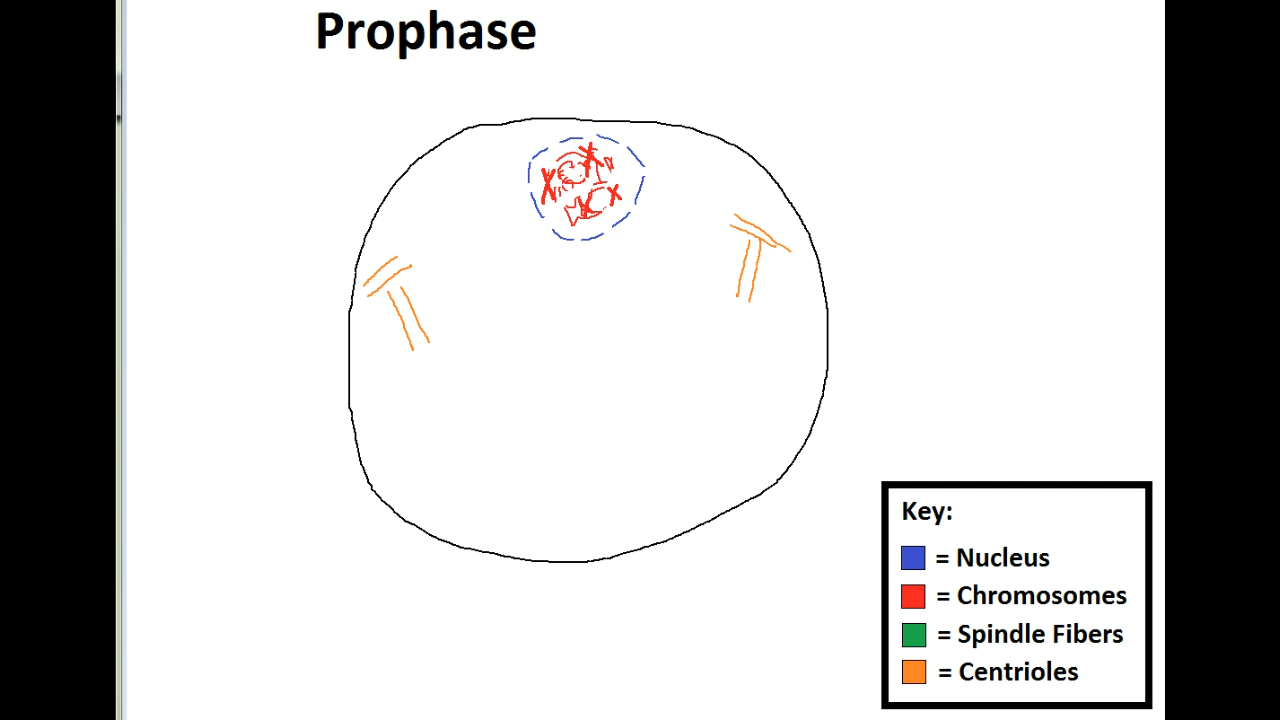 Prophase
Key:
= Nucleus
= Chromosomes
= Spindle Fibers
= Centrioles